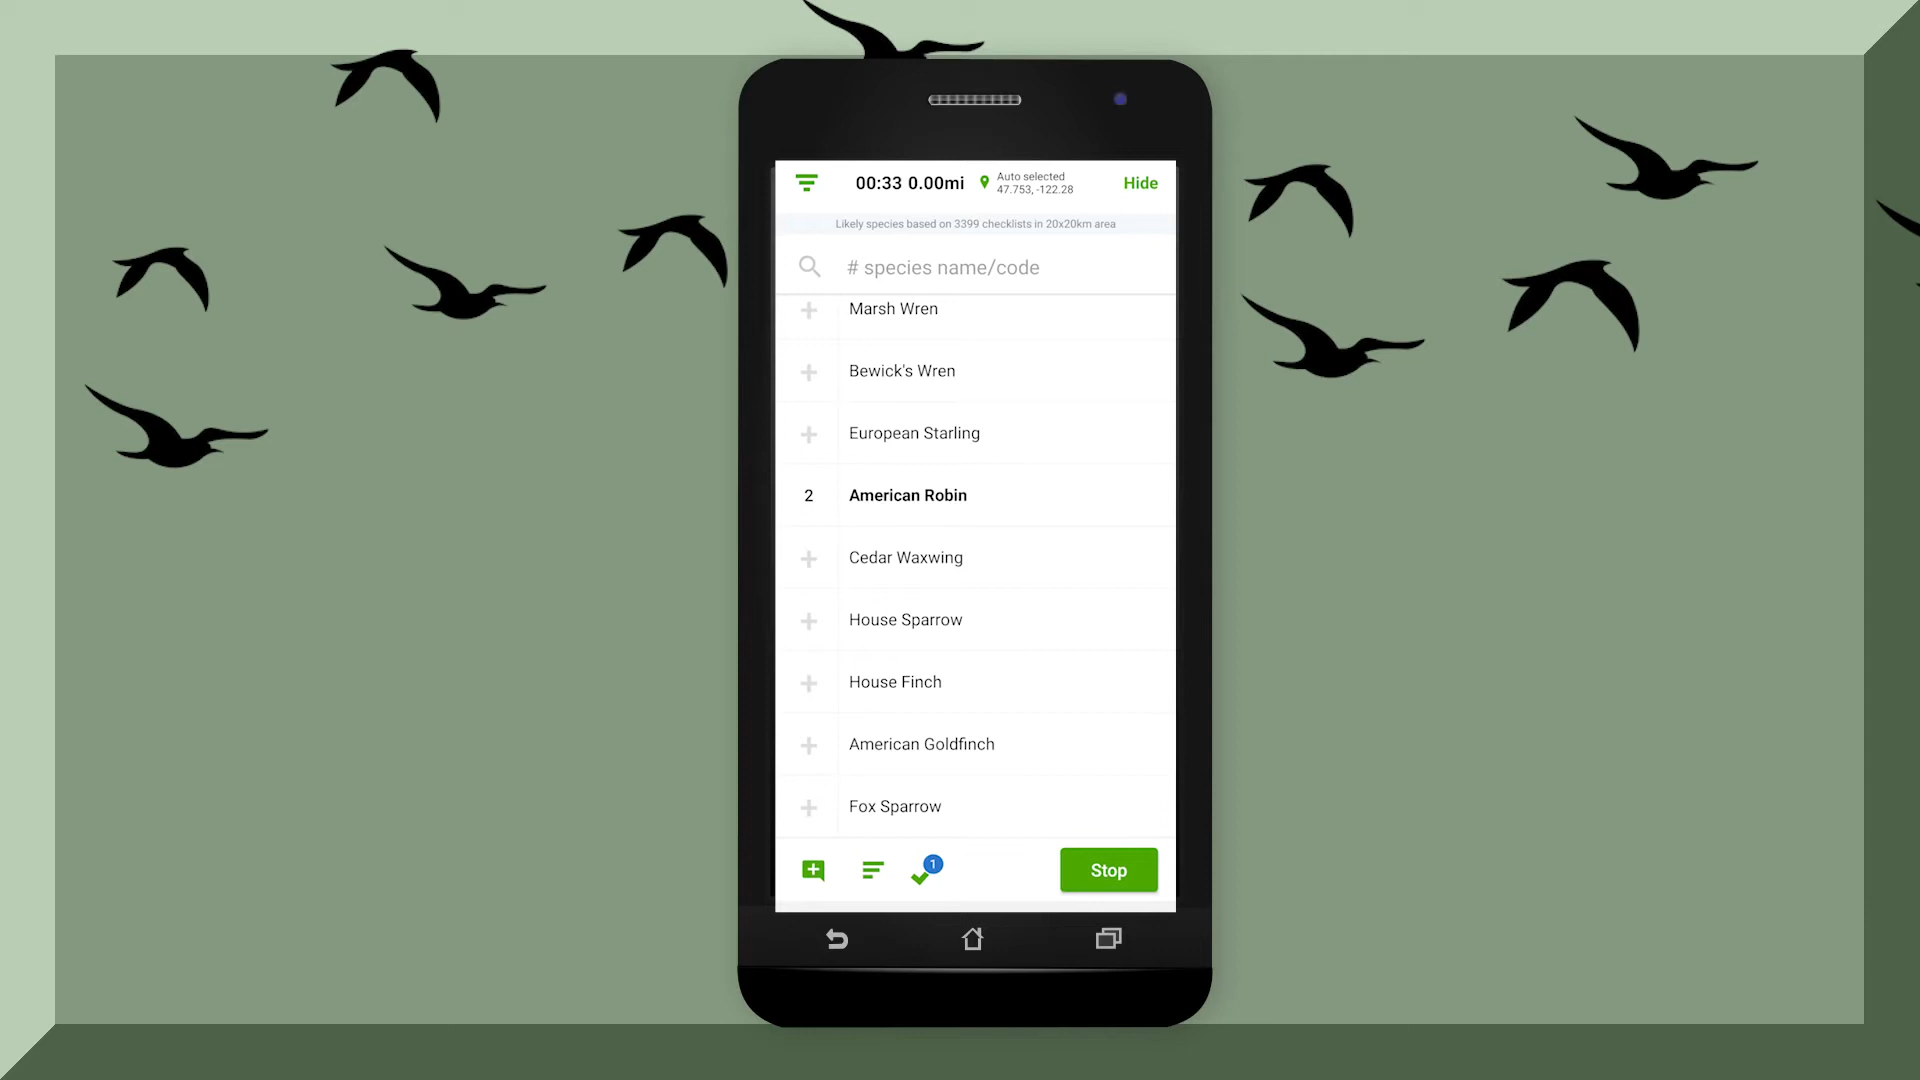 00:33 0.00mi
Auto selected
47.753, -122.28
Hide
Likely species based on 3399 checklists in 20x20km area
# species name/code
Marsh Wren
Bewick's Wren
European Starling
2 American Robin
Cedar Waxwing
House Sparrow
House Finch
American Goldfinch
Fox Sparrow
1
Stop